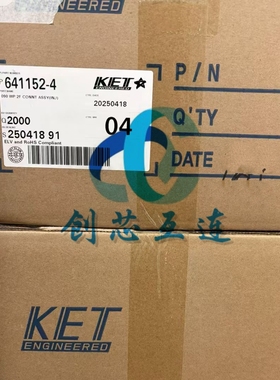 P 641152-4
KET
20250418
Q 2000
04
S 250418 91
ELV and RoHS Compliant
P/N
Q'TY
DATE
创芯互连
KET
ENGINEERED